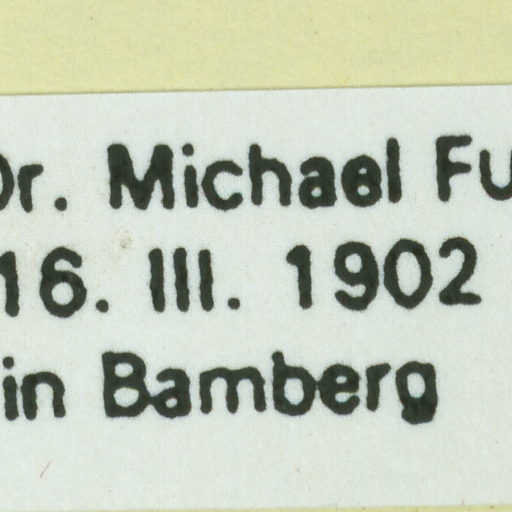 Dr. Michael Fu
16. III. 1902
in Bamberg